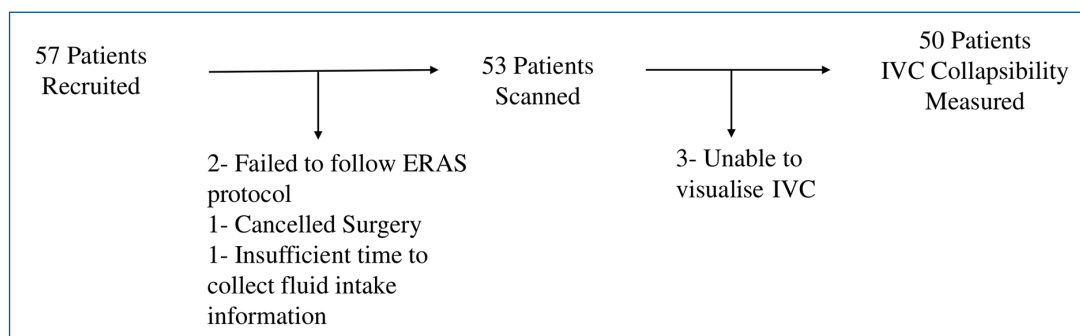 57 Patients
Recruited
53 Patients
Scanned
50 Patients
IVC Collapsibility
Measured
2- Failed to follow ERAS
protocol
1- Cancelled Surgery
1- Insufficient time to
collect fluid intake
information
3- Unable to
visualise IVC